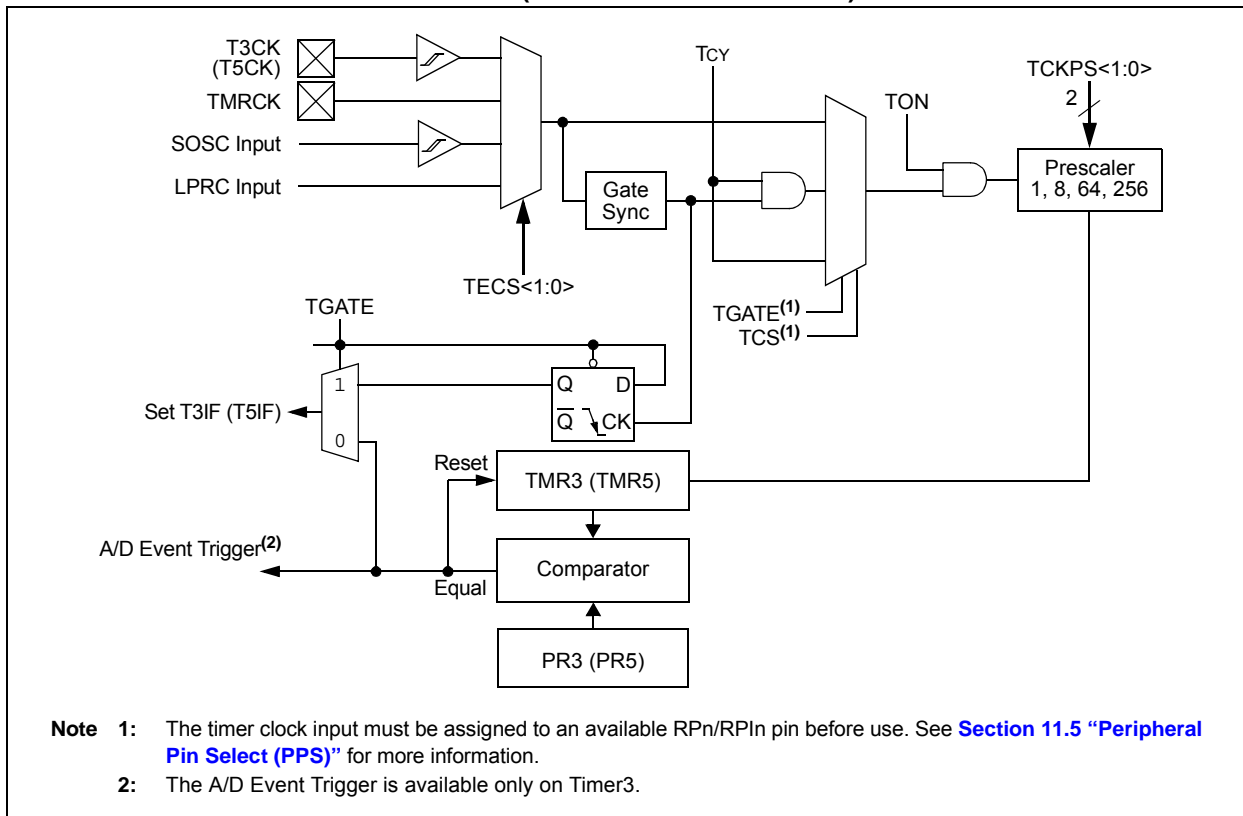 T3CK
(T5CK)
TMRCK
SOSC Input
LPRC Input
TECS<1:0>
Gate
Sync
TCY
TGATE(1)
TCS(1)
TON
TCKPS<1:0>
2
Prescaler
1, 8, 64, 256
TGATE
1
0
Set T3IF (T5IF)
Q
D
Q
CK
Reset
TMR3 (TMR5)
A/D Event Trigger(2)
Equal
Comparator
PR3 (PR5)
Note 1: The timer clock input must be assigned to an available RPn/RPIn pin before use. See Section 11.5 “Peripheral
Pin Select (PPS)” for more information.
2: The A/D Event Trigger is available only on Timer3.